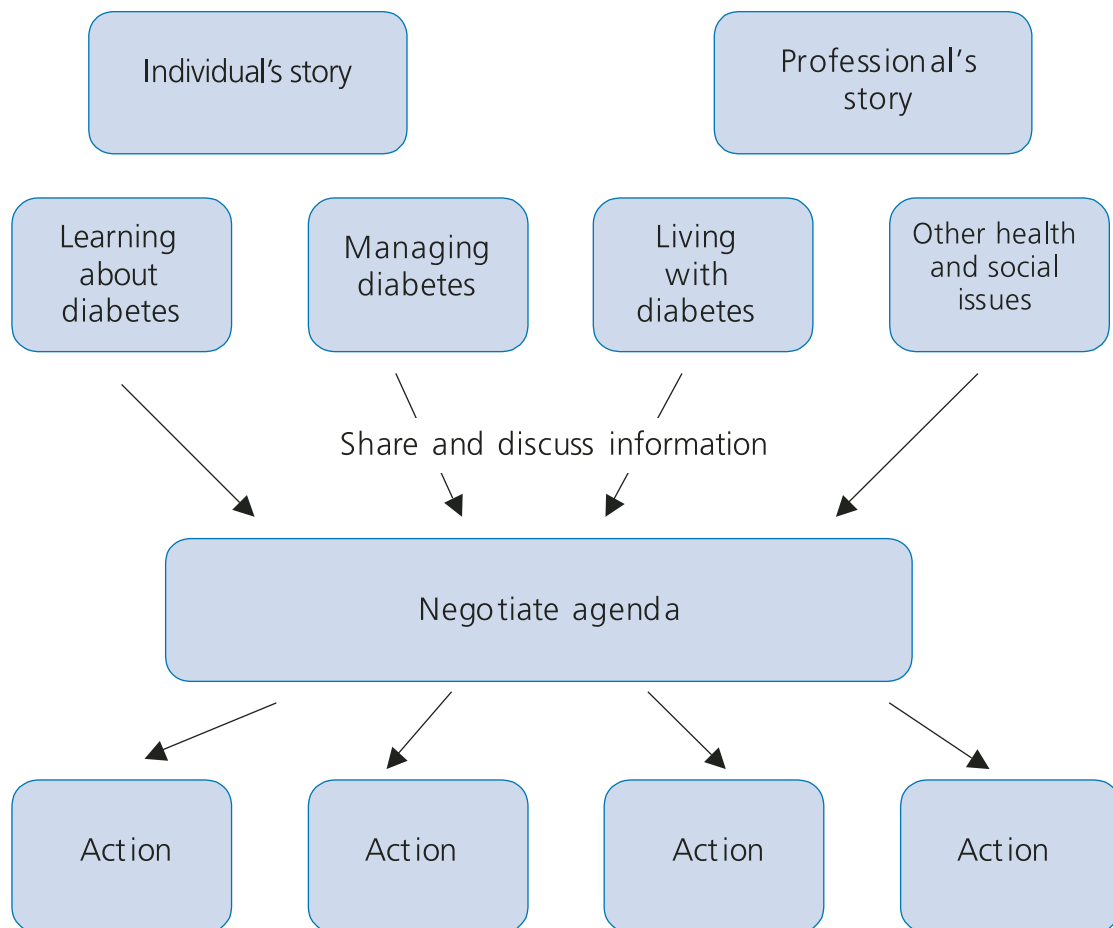 Individual's story
Professional's
story
Learning
about
diabetes
Managing
diabetes
Living
with
diabetes
Other health
and social
issues
Share and discuss information
Negotiate agenda
Action
Action
Action
Action